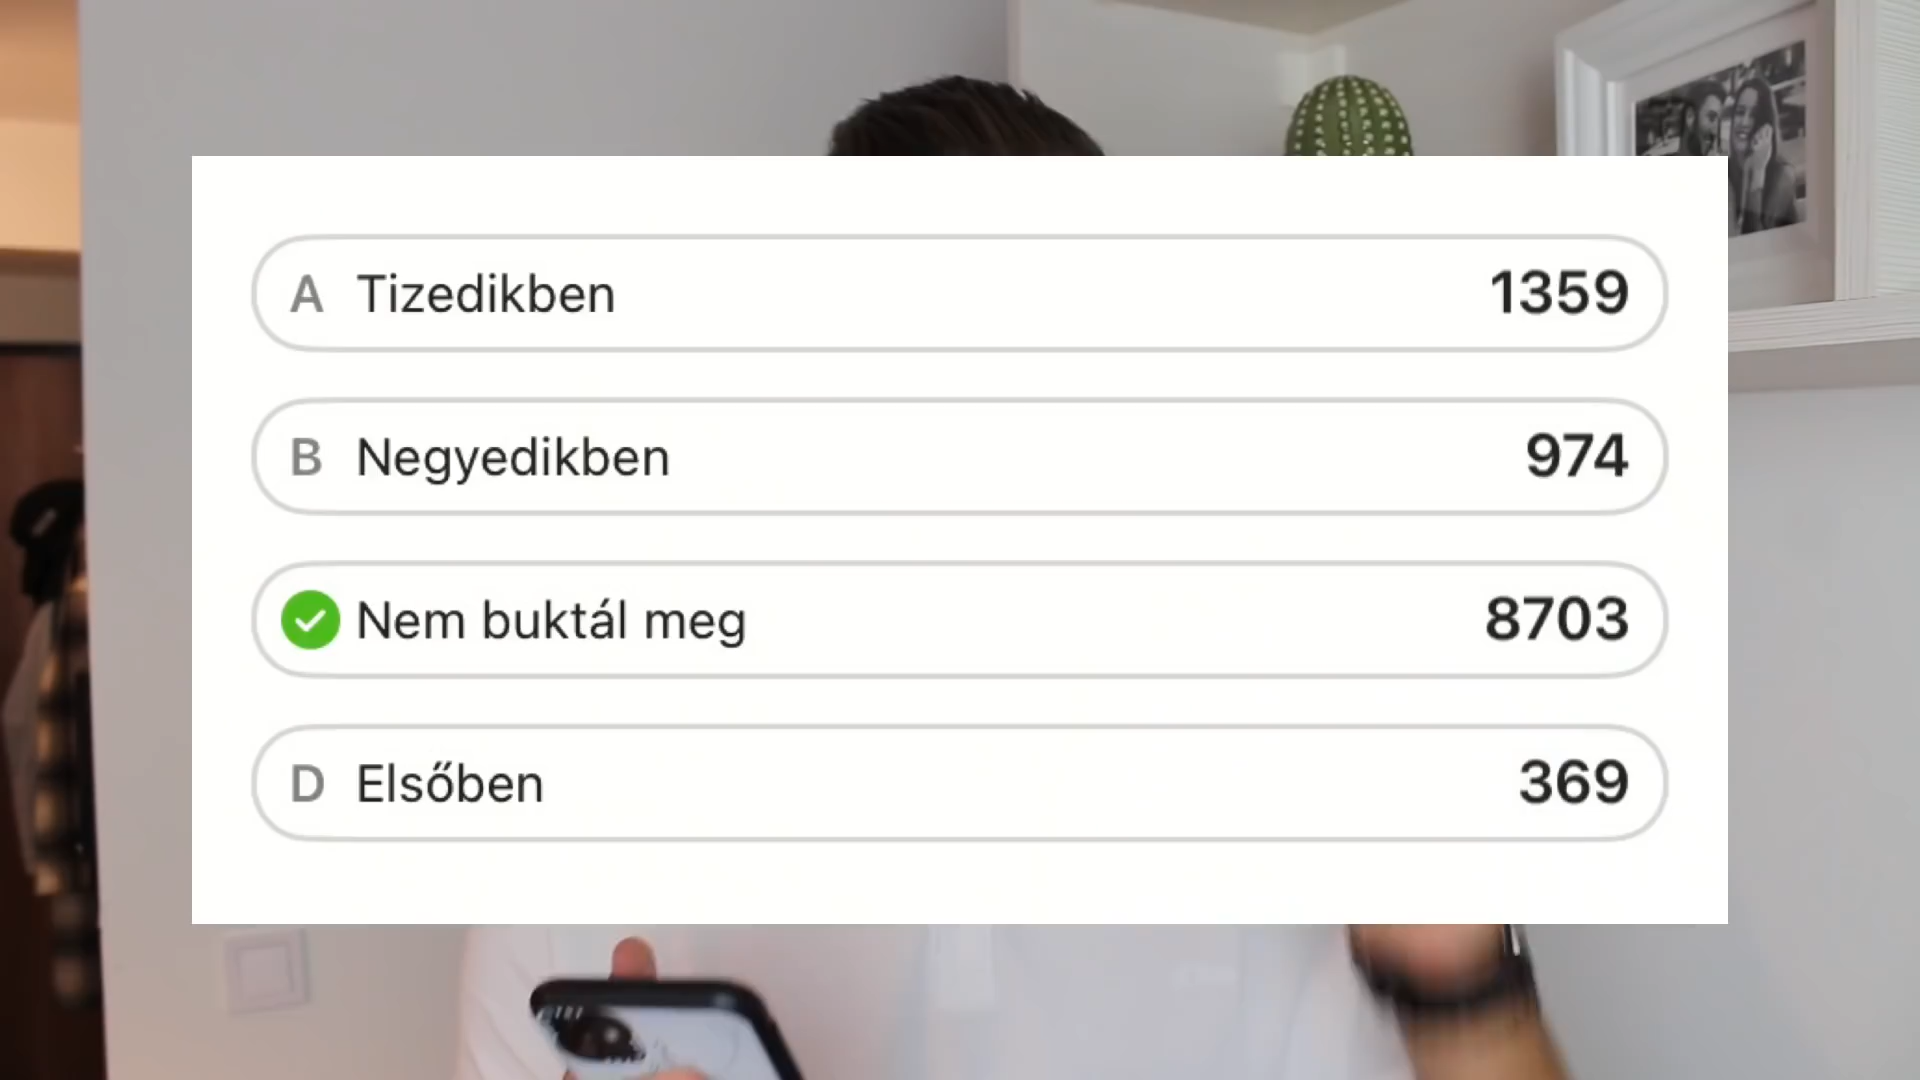 A Tizedikben 1359
B Negyedikben 974
Nem buktál meg 8703
D Elsőben 369